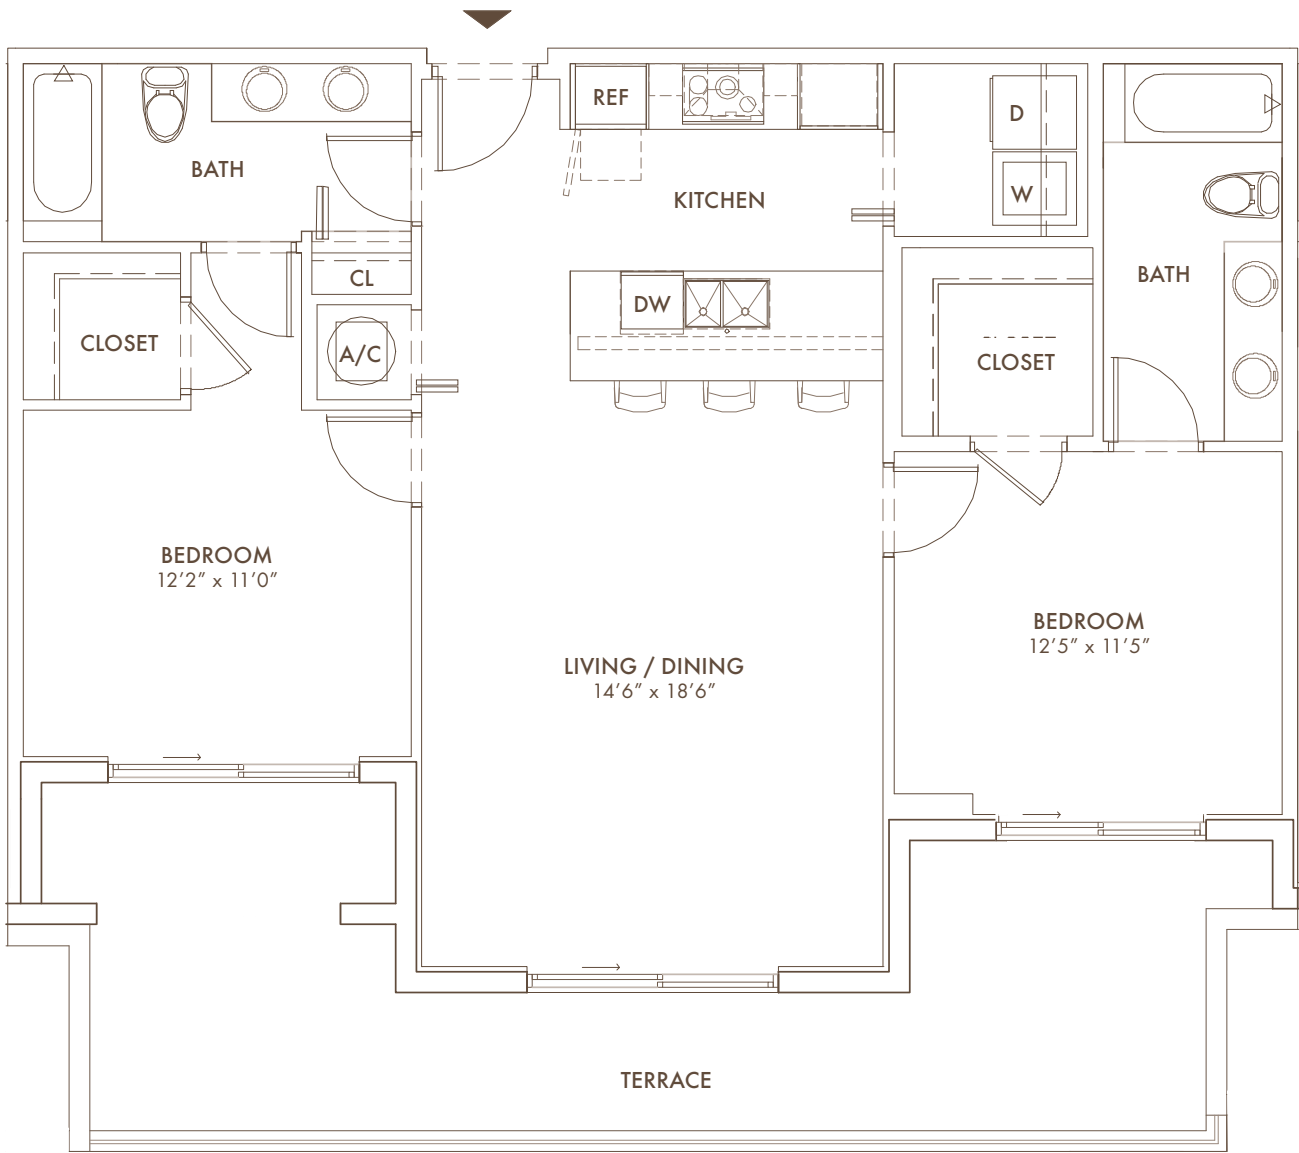 REF
D
W
BATH
KITCHEN
BATH
CL
DW
CLOSET
A/C
CLOSET
BEDROOM
12’2” x 11’0”
BEDROOM
12’5” x 11’5”
LIVING / DINING
14’6” x 18’6”
TERRACE